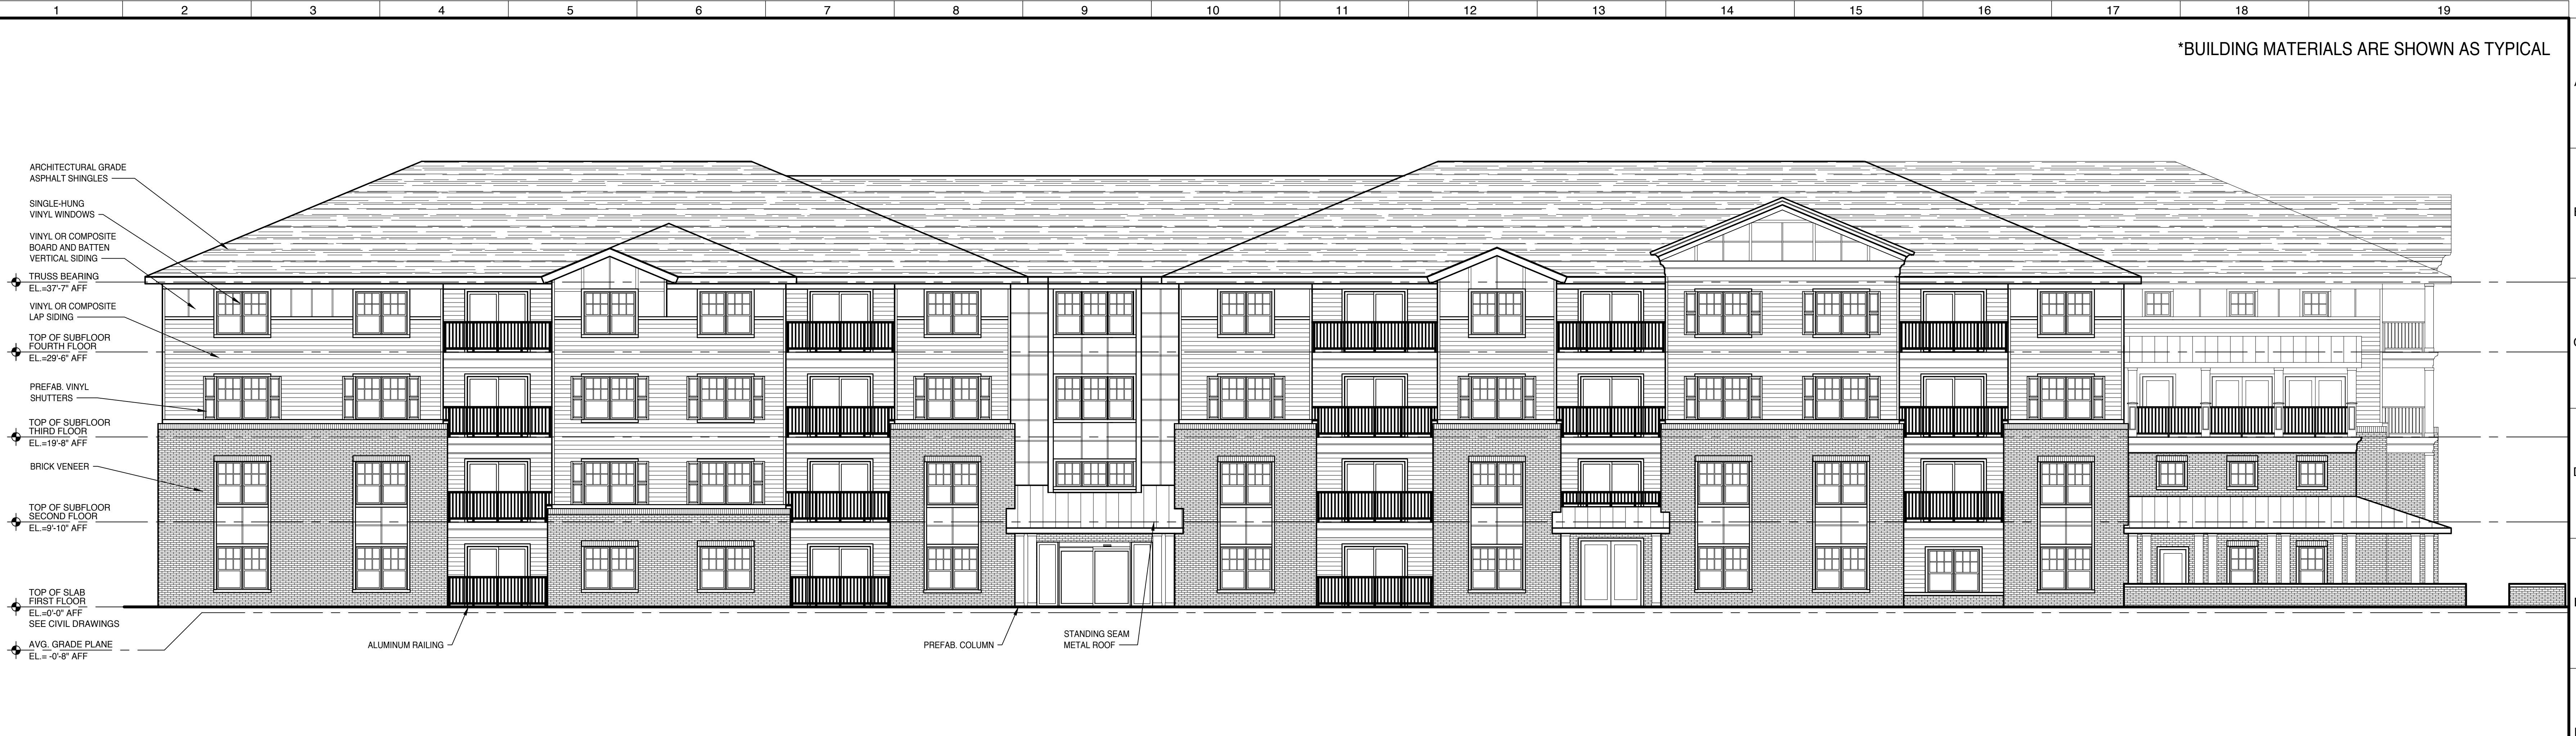 1 2 3 4 5 6 7 8 9 10 11 12 13 14 15 16 17 18 19
*BUILDING MATERIALS ARE SHOWN AS TYPICAL
ARCHITECTURAL GRADE
ASPHALT SHINGLES
SINGLE-HUNG
VINYL WINDOWS
VINYL OR COMPOSITE
BOARD AND BATTEN
VERTICAL SIDING
TRUSS BEARING
EL.=37'-7" AFF
VINYL OR COMPOSITE
LAP SIDING
TOP OF SUBFLOOR
FOURTH FLOOR
EL.=29'-6" AFF
PREFAB. VINYL
SHUTTERS
TOP OF SUBFLOOR
THIRD FLOOR
EL.=19'-8" AFF
BRICK VENEER
TOP OF SUBFLOOR
SECOND FLOOR
EL.=9'-10" AFF
TOP OF SLAB
FIRST FLOOR
EL.=0'-0" AFF
SEE CIVIL DRAWINGS
AVG. GRADE PLANE
EL.= -0'-8" AFF
ALUMINUM RAILING
PREFAB. COLUMN
STANDING SEAM
METAL ROOF